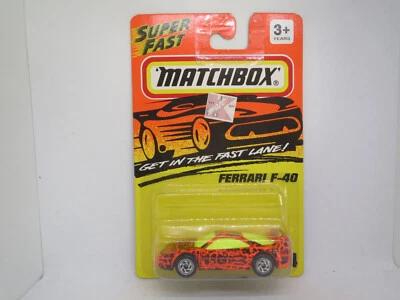 SUPER
FAST
3+
YEARS
MATCHBOX®
GET IN THE FAST LANE!
FERRARI F-40